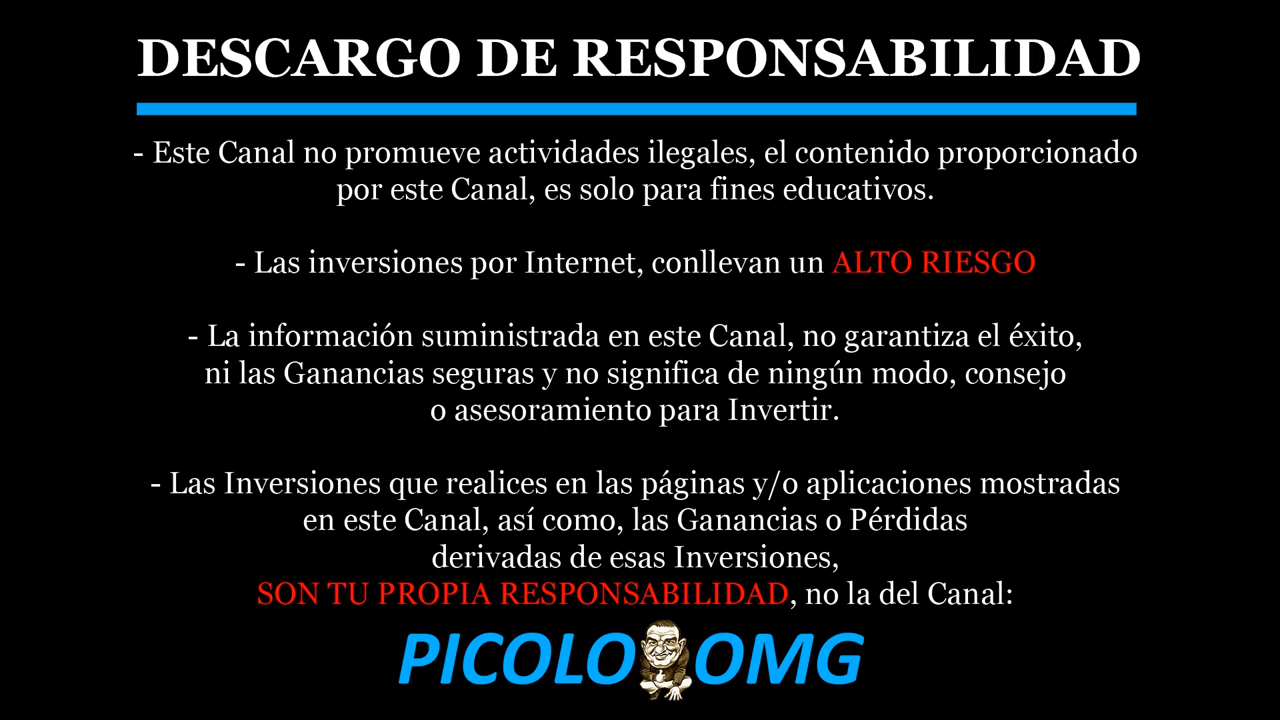 DESCARGO DE RESPONSABILIDAD
- Este Canal no promueve actividades ilegales, el contenido proporcionado
por este Canal, es solo para fines educativos.
- Las inversiones por Internet, conllevan un ALTO RIESGO
- La información suministrada en este Canal, no garantiza el éxito,
ni las Ganancias seguras y no significa de ningún modo, consejo
o asesoramiento para Invertir.
- Las Inversiones que realices en las páginas y/o aplicaciones mostradas
en este Canal, así como, las Ganancias o Pérdidas
derivadas de esas Inversiones,
SON TU PROPIA RESPONSABILIDAD, no la del Canal:
PICOLO OMG